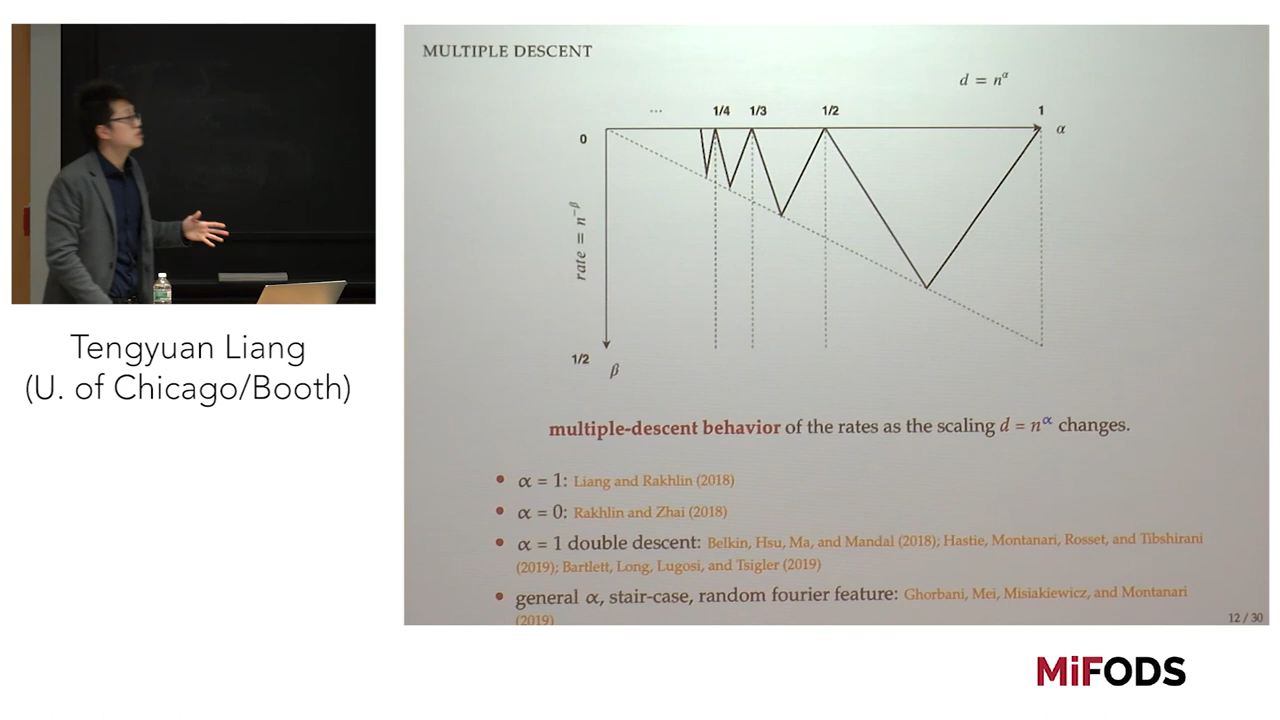 MULTIPLE DESCENT
d = n^α
... 1/4 1/3 1/2 1
0 α
rate = n^−β
1/2
β
multiple-descent behavior of the rates as the scaling d = n^α changes.
• α = 1: Liang and Rakhlin (2018)
• α = 0: Rakhlin and Zhai (2018)
• α = 1 double descent: Belkin, Hsu, Ma, and Mandal (2018); Hastie, Montanari, Rosset, and Tibshirani
(2019); Bartlett, Long, Lugosi, and Tsigler (2019)
• general α, stair-case, random fourier feature: Ghorbani, Mei, Misiakiewicz, and Montanari
(2019)
12 / 30
Tengyuan Liang
(U. of Chicago/Booth)
MiFODS